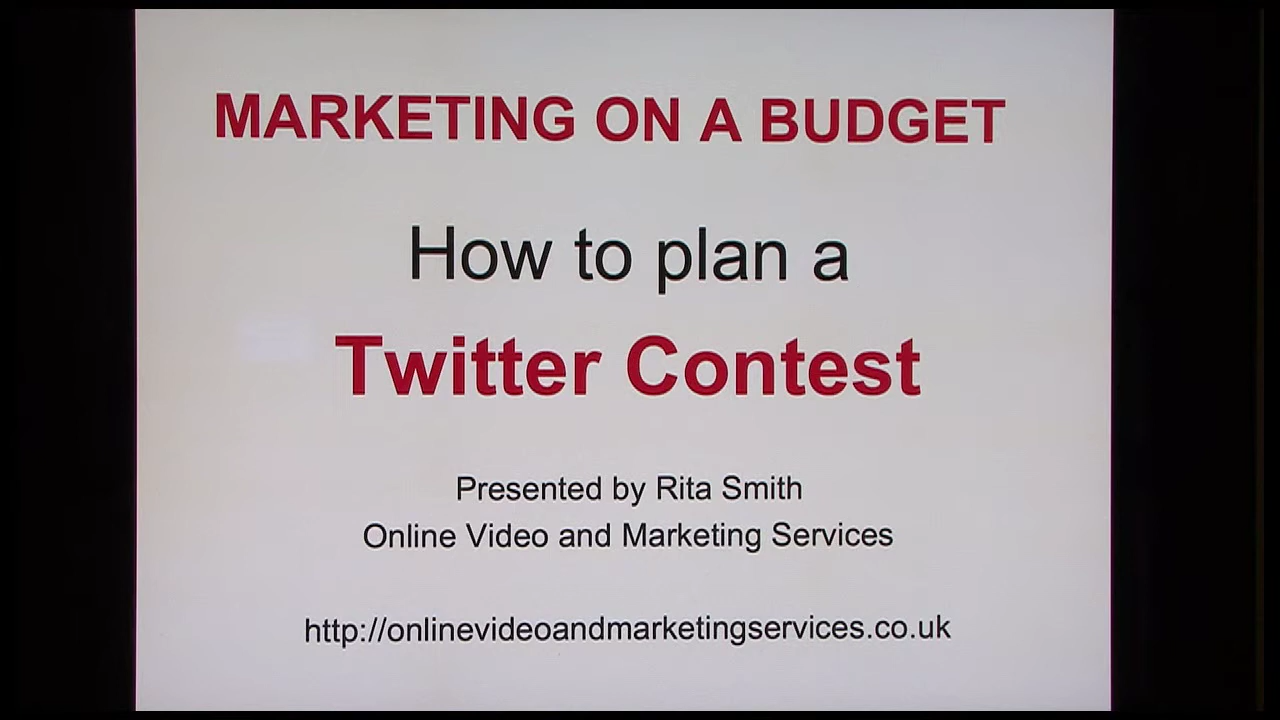 MARKETING ON A BUDGET
How to plan a
Twitter Contest
Presented by Rita Smith
Online Video and Marketing Services
http://onlinevideoandmarketingservices.co.uk